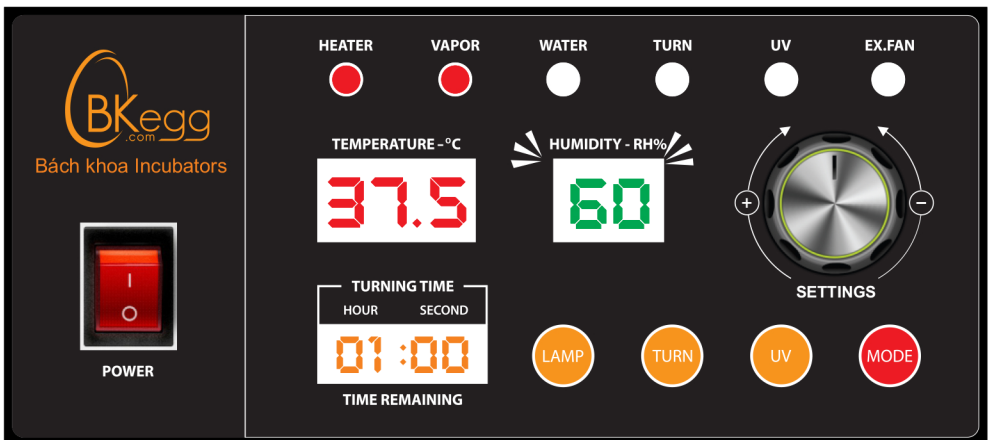 BKegg
.com
Bách khoa Incubators
I
O
POWER
HEATER VAPOR WATER TURN UV EX.FAN
TEMPERATURE - °C HUMIDITY - RH%
37.5 60
+ −
SETTINGS
TURNING TIME
HOUR SECOND
01:00
TIME REMAINING
LAMP TURN UV MODE